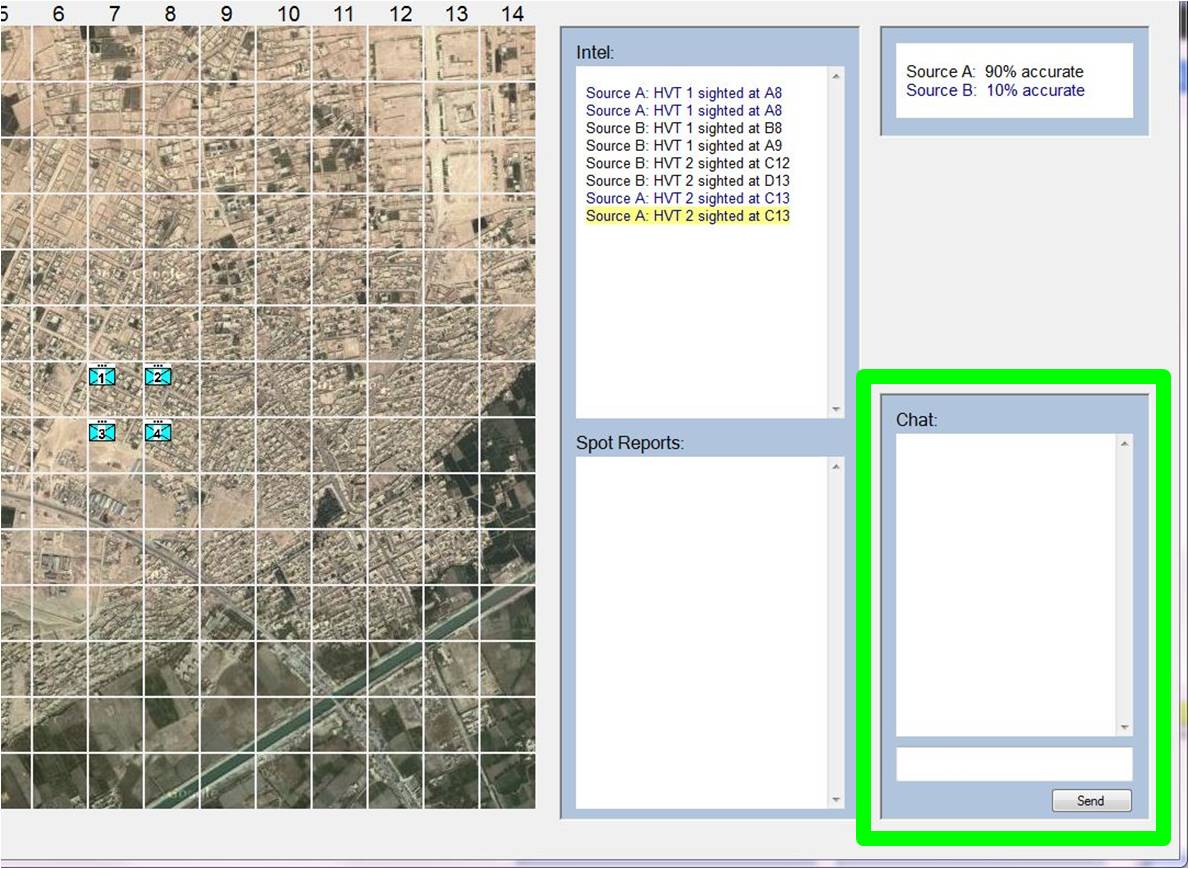 5 6 7 8 9 10 11 12 13 14
Intel:
Source A: HVT 1 sighted at A8
Source A: HVT 1 sighted at A8
Source B: HVT 1 sighted at B8
Source B: HVT 1 sighted at A9
Source B: HVT 2 sighted at C12
Source B: HVT 2 sighted at D13
Source A: HVT 2 sighted at C13
Source A: HVT 2 sighted at C13
Source A: 90% accurate
Source B: 10% accurate
1 2
3 4
Spot Reports:
Chat:
Send
Google
Google